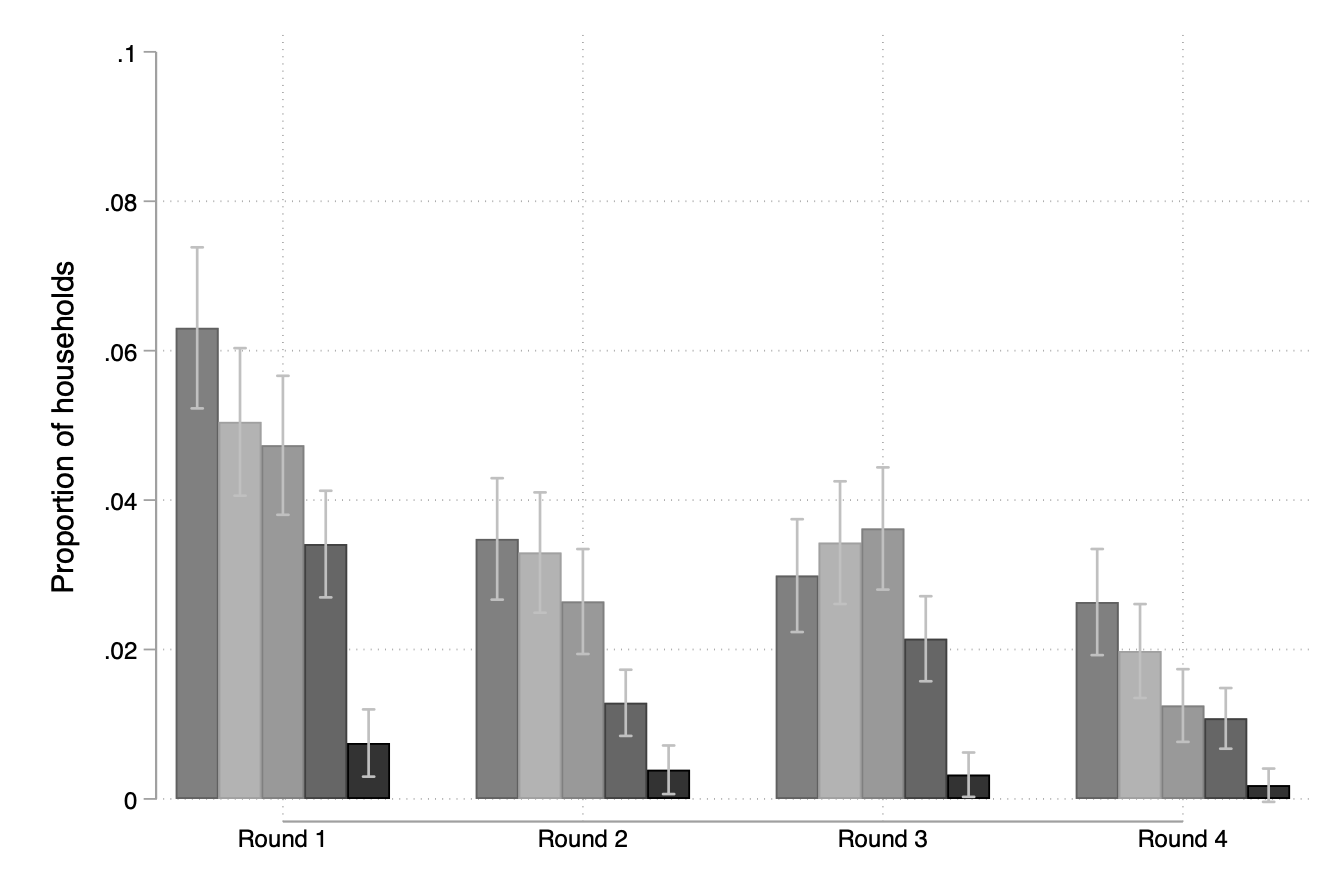 .1
.08
.06
.04
.02
0
Proportion of households
Round 1
Round 2
Round 3
Round 4